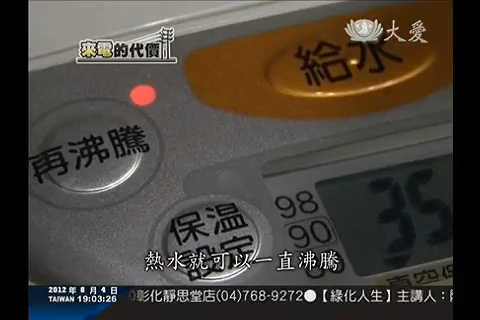 來電的代價
大愛
給水
再沸騰
98
90
35
保溫
設定
熱水就可以一直沸騰
2012 年 6 月 4 日
TAIWAN 19:03:26
彰化靜思堂店(04)768-9272●【綠化人生】主講人: